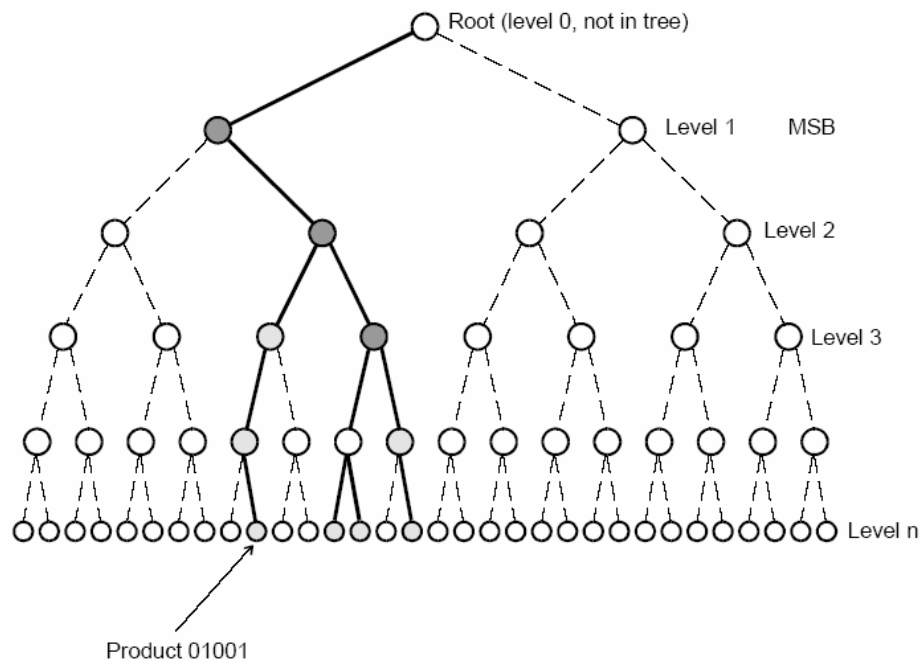 Root (level 0, not in tree)
Level 1 MSB
Level 2
Level 3
Level n
Product 01001